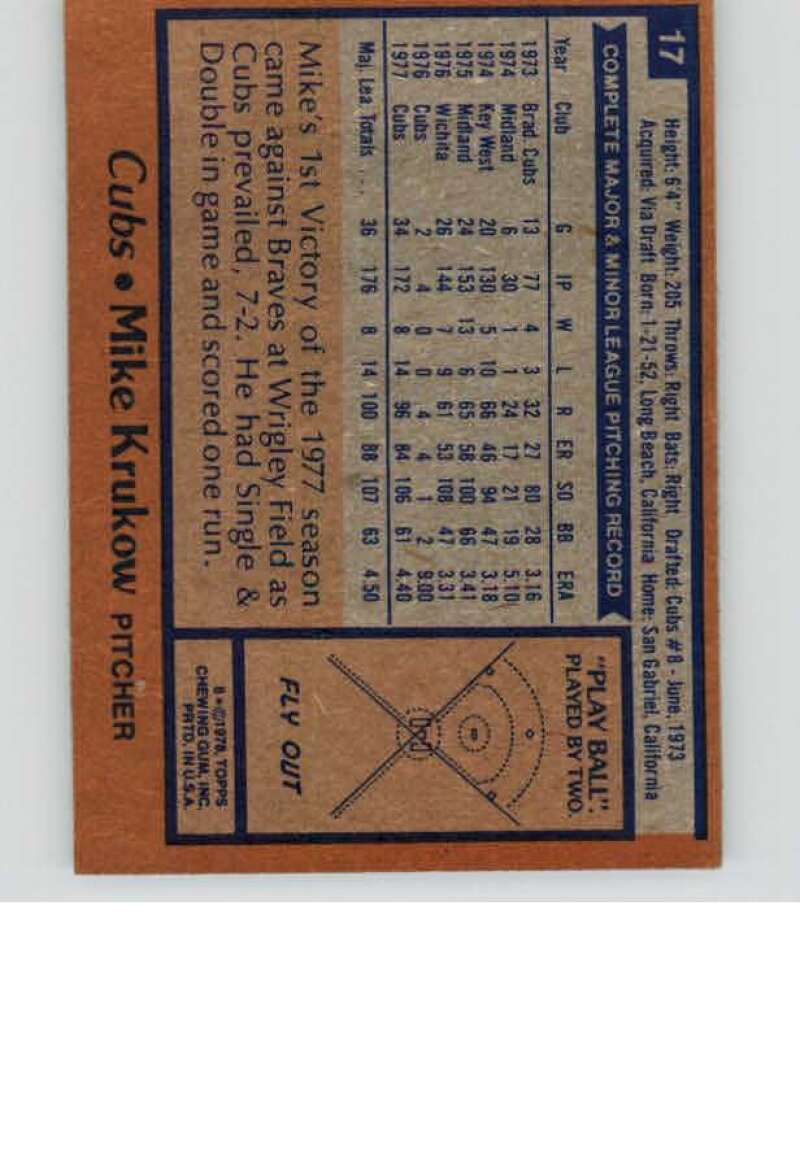 17
Height: 6'4" Weight: 205 Throws: Right Bats: Right Drafted: Cubs #8 - June, 1973
Acquired: Via Draft Born: 1-21-52, Long Beach, California Home: San Gabriel, California
COMPLETE MAJOR & MINOR LEAGUE PITCHING RECORD
Year Club G IP W L R ER SO BB ERA
1973 Brad. Cubs 13 77 4 3 32 27 80 28 3.16
1974 Midland 6 30 1 1 24 17 21 19 5.10
1974 Key West 20 130 5 10 66 46 94 47 3.18
1975 Midland 24 153 13 6 65 58 100 66 3.41
1976 Wichita 26 144 7 9 61 53 108 47 3.31
1976 Cubs 2 4 0 0 4 4 1 2 9.00
1977 Cubs 34 172 8 14 96 84 106 61 4.40
Maj. Lea. Totals ... 36 176 8 14 100 88 107 63 4.50
Mike's 1st Victory of the 1977 season
came against Braves at Wrigley Field as
Cubs prevailed, 7-2. He had Single &
Double in game and scored one run.
"PLAY BALL":
PLAYED BY TWO.
FLY OUT
B•©1978, TOPPS
CHEWING GUM, INC.
PRTD. IN U.S.A.
Cubs • Mike Krukow PITCHER